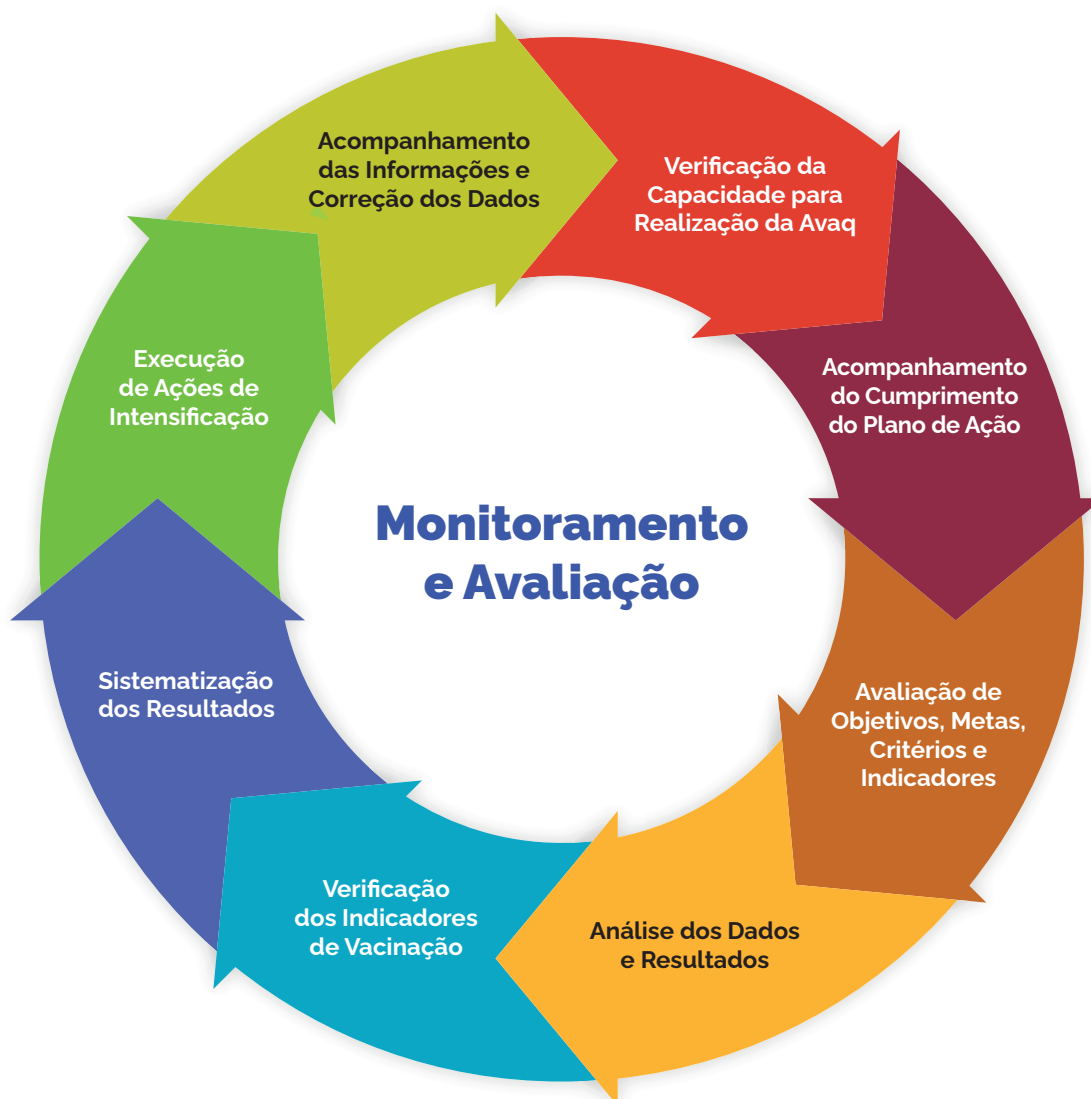 Acompanhamento
das Informações e
Correção dos Dados
Verificação da
Capacidade para
Realização da Avaq
Acompanhamento
do Cumprimento
do Plano de Ação
Avaliação de
Objetivos, Metas,
Critérios e
Indicadores
Análise dos Dados
e Resultados
Verificação
dos Indicadores
de Vacinação
Sistematização
dos Resultados
Execução
de Ações de
Intensificação
Monitoramento
e Avaliação